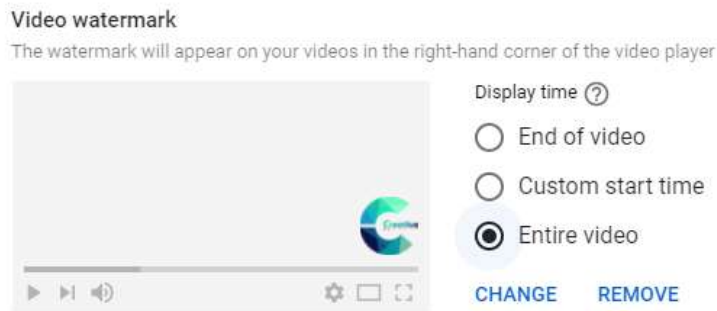 Video watermark
The watermark will appear on your videos in the right-hand corner of the video player
Display time
End of video
Custom start time
Creative
Entire video
CHANGE REMOVE